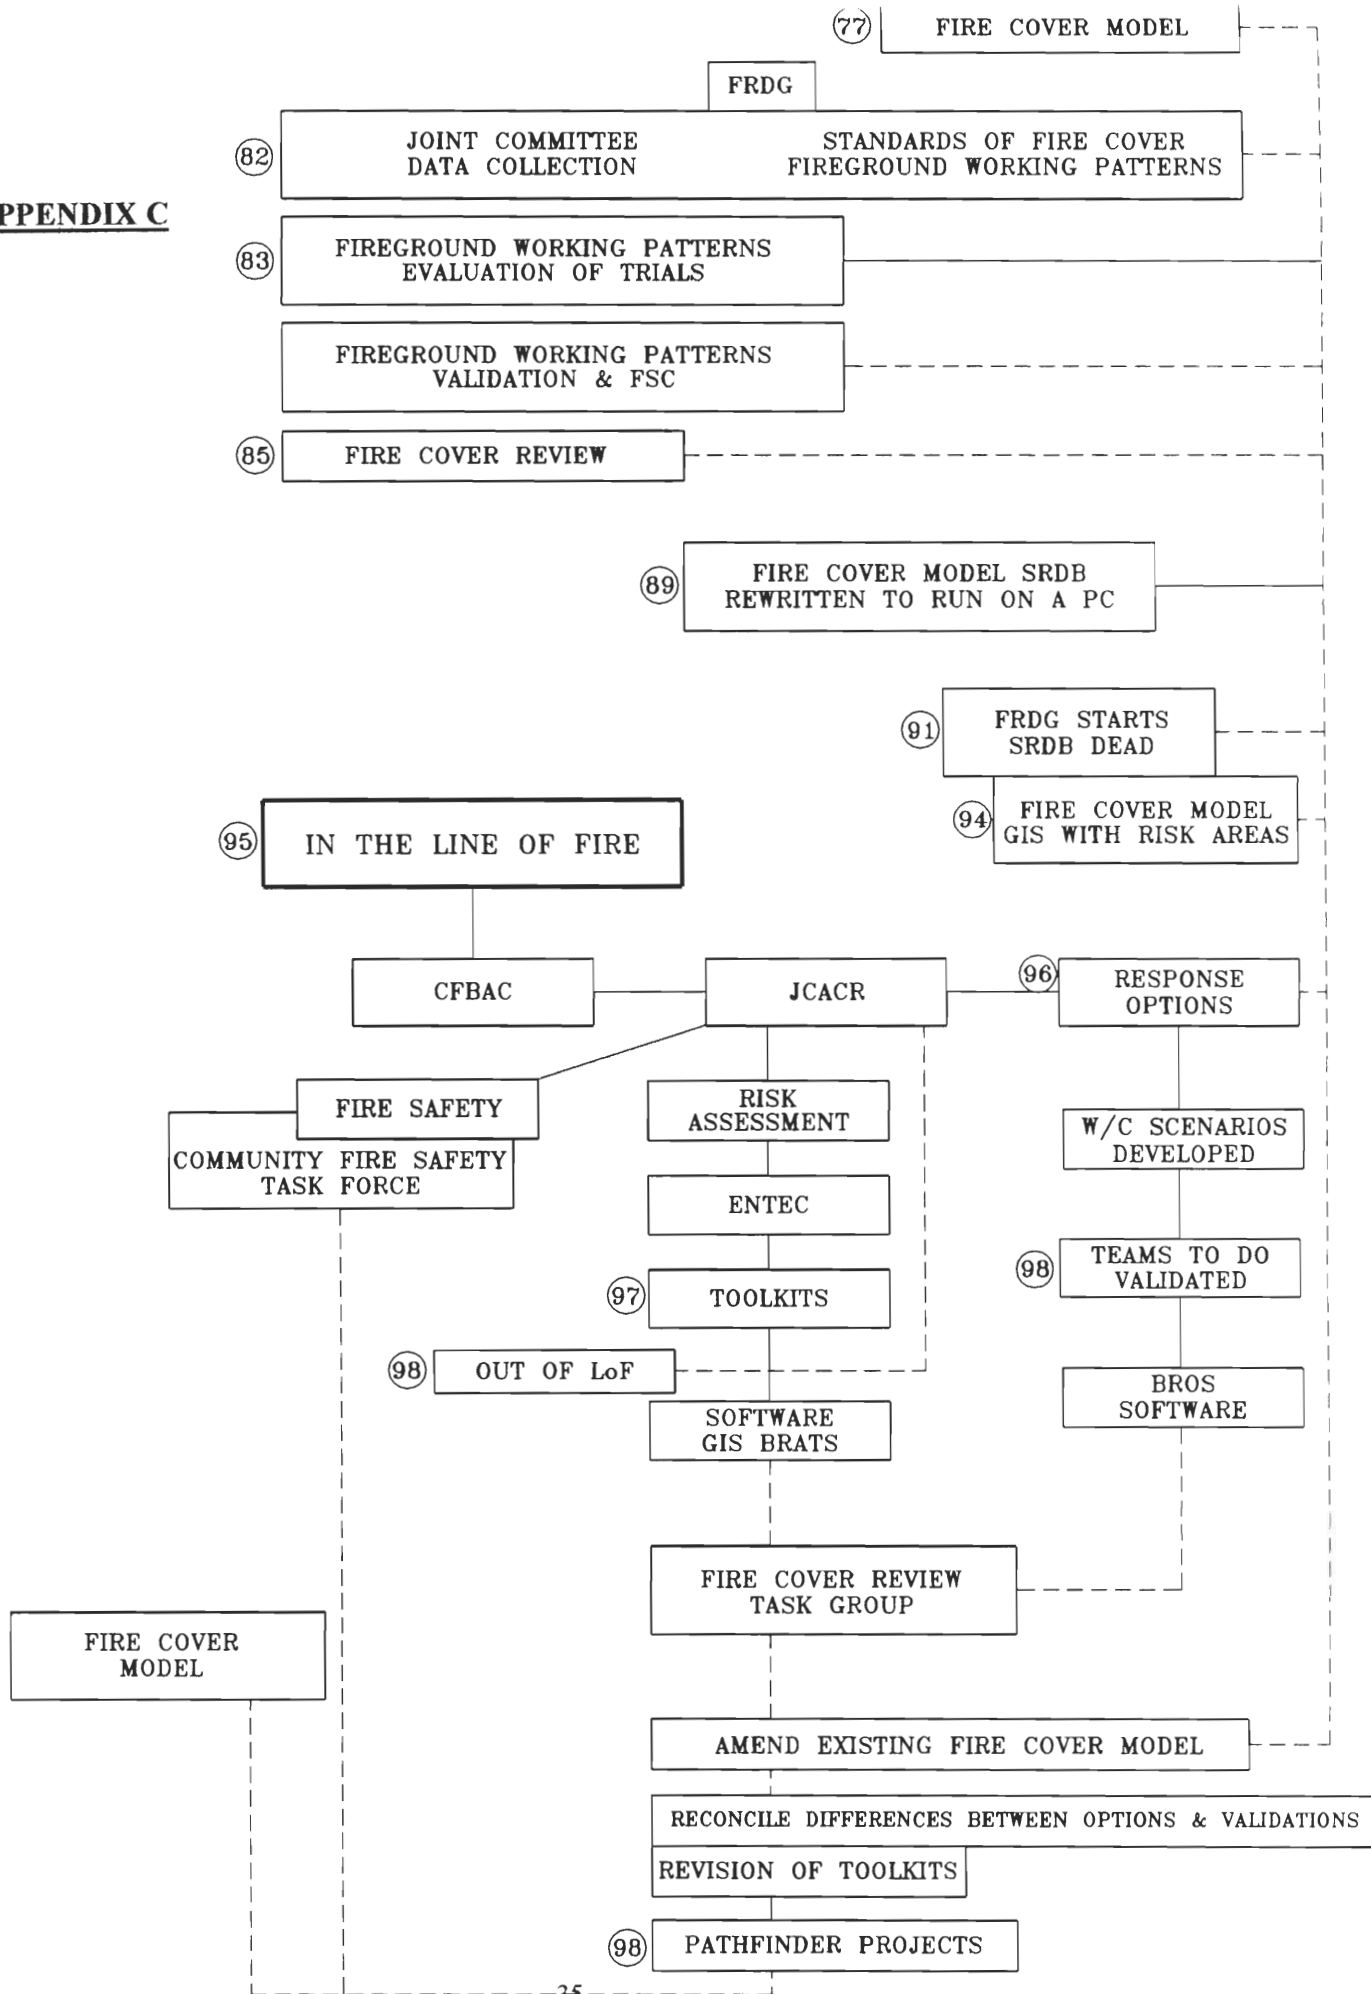 77 FIRE COVER MODEL
FRDG
82 JOINT COMMITTEE STANDARDS OF FIRE COVER
DATA COLLECTION FIREGROUND WORKING PATTERNS
PPENDIX C
83 FIREGROUND WORKING PATTERNS
EVALUATION OF TRIALS
FIREGROUND WORKING PATTERNS
VALIDATION & FSC
85 FIRE COVER REVIEW
89 FIRE COVER MODEL SRDB
REWRITTEN TO RUN ON A PC
91 FRDG STARTS
SRDB DEAD
94 FIRE COVER MODEL
GIS WITH RISK AREAS
95 IN THE LINE OF FIRE
CFBAC
JCACR
96 RESPONSE
OPTIONS
FIRE SAFETY
COMMUNITY FIRE SAFETY
TASK FORCE
RISK
ASSESSMENT
W/C SCENARIOS
DEVELOPED
ENTEC
98 TEAMS TO DO
VALIDATED
97 TOOLKITS
98 OUT OF LoF
BROS
SOFTWARE
SOFTWARE
GIS BRATS
FIRE COVER REVIEW
TASK GROUP
FIRE COVER
MODEL
AMEND EXISTING FIRE COVER MODEL
RECONCILE DIFFERENCES BETWEEN OPTIONS & VALIDATIONS
REVISION OF TOOLKITS
98 PATHFINDER PROJECTS